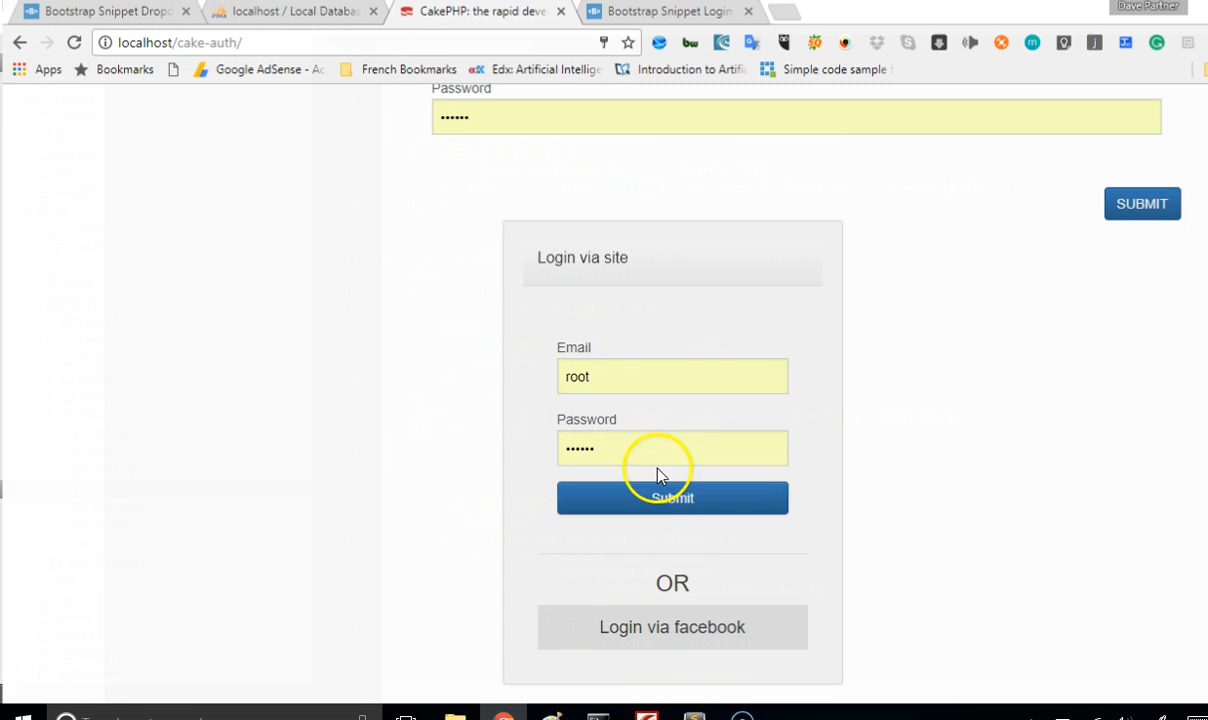 Dave Partner
Bootstrap Snippet Dropd
localhost / Local Databas
CakePHP: the rapid deve
Bootstrap Snippet Login
localhost/cake-auth/
Apps
Bookmarks
Google AdSense - Ac
French Bookmarks
Edx: Artificial Intellige
Introduction to Artific
Simple code sample
Password
••••••
SUBMIT
Login via site
Email
root
Password
••••••
Submit
OR
Login via facebook